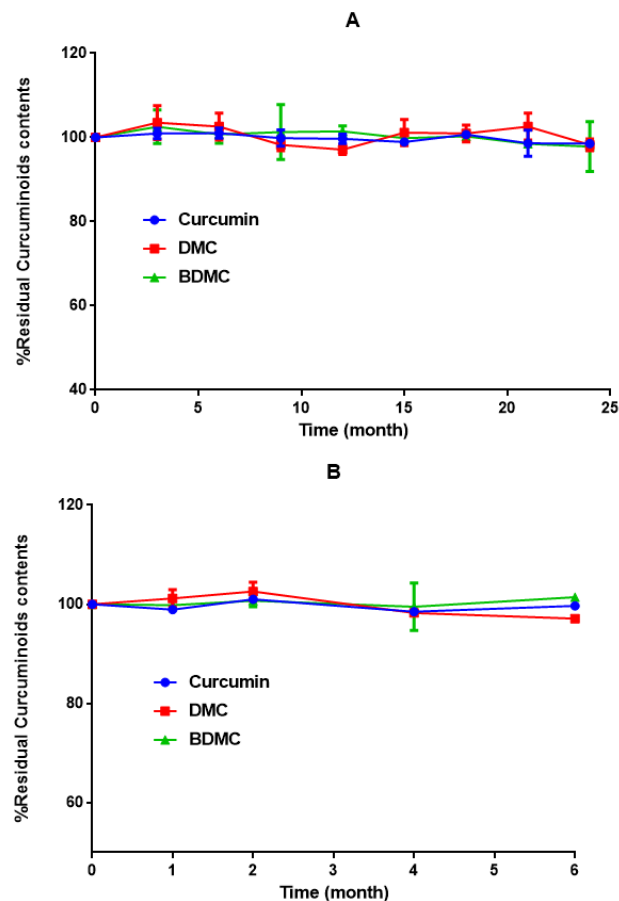 A
%Residual Curcuminoids contents
120
100
80
60
40
Curcumin
DMC
BDMC
0 5 10 15 20 25
Time (month)
B
%Residual Curcuminoids contents
120
100
80
60
Curcumin
DMC
BDMC
0 1 2 3 4 5 6
Time (month)